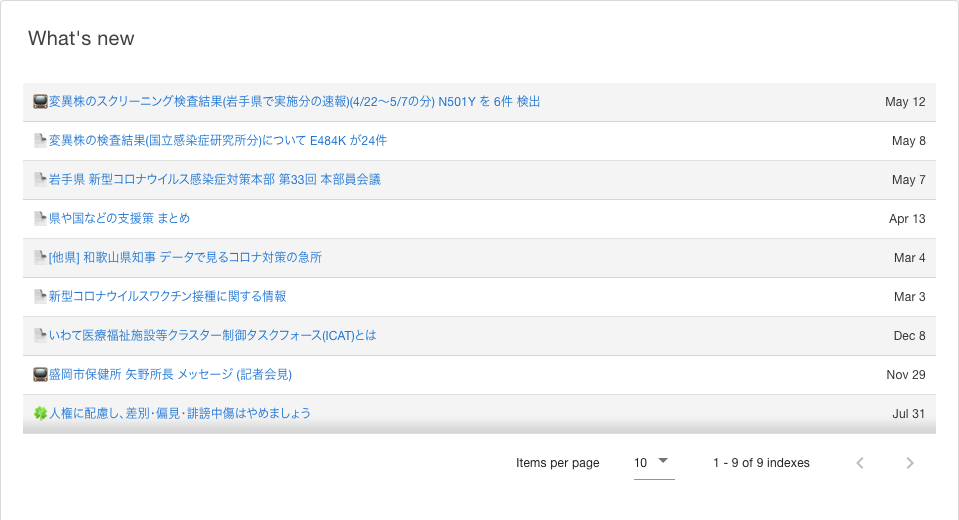 What's new
変異株のスクリーニング検査結果(岩手県で実施分の速報)(4/22〜5/7の分) N501Y を 6件 検出 May 12
変異株の検査結果(国立感染症研究所分)について E484K が24件 May 8
岩手県 新型コロナウイルス感染症対策本部 第33回 本部員会議 May 7
県や国などの支援策 まとめ Apr 13
[他県] 和歌山県知事 データで見るコロナ対策の急所 Mar 4
新型コロナウイルスワクチン接種に関する情報 Mar 3
いわて医療福祉施設等クラスター制御タスクフォース(ICAT)とは Dec 8
盛岡市保健所 矢野所長 メッセージ (記者会見) Nov 29
人権に配慮し、差別・偏見・誹謗中傷はやめましょう Jul 31
Items per page 10 1 - 9 of 9 indexes